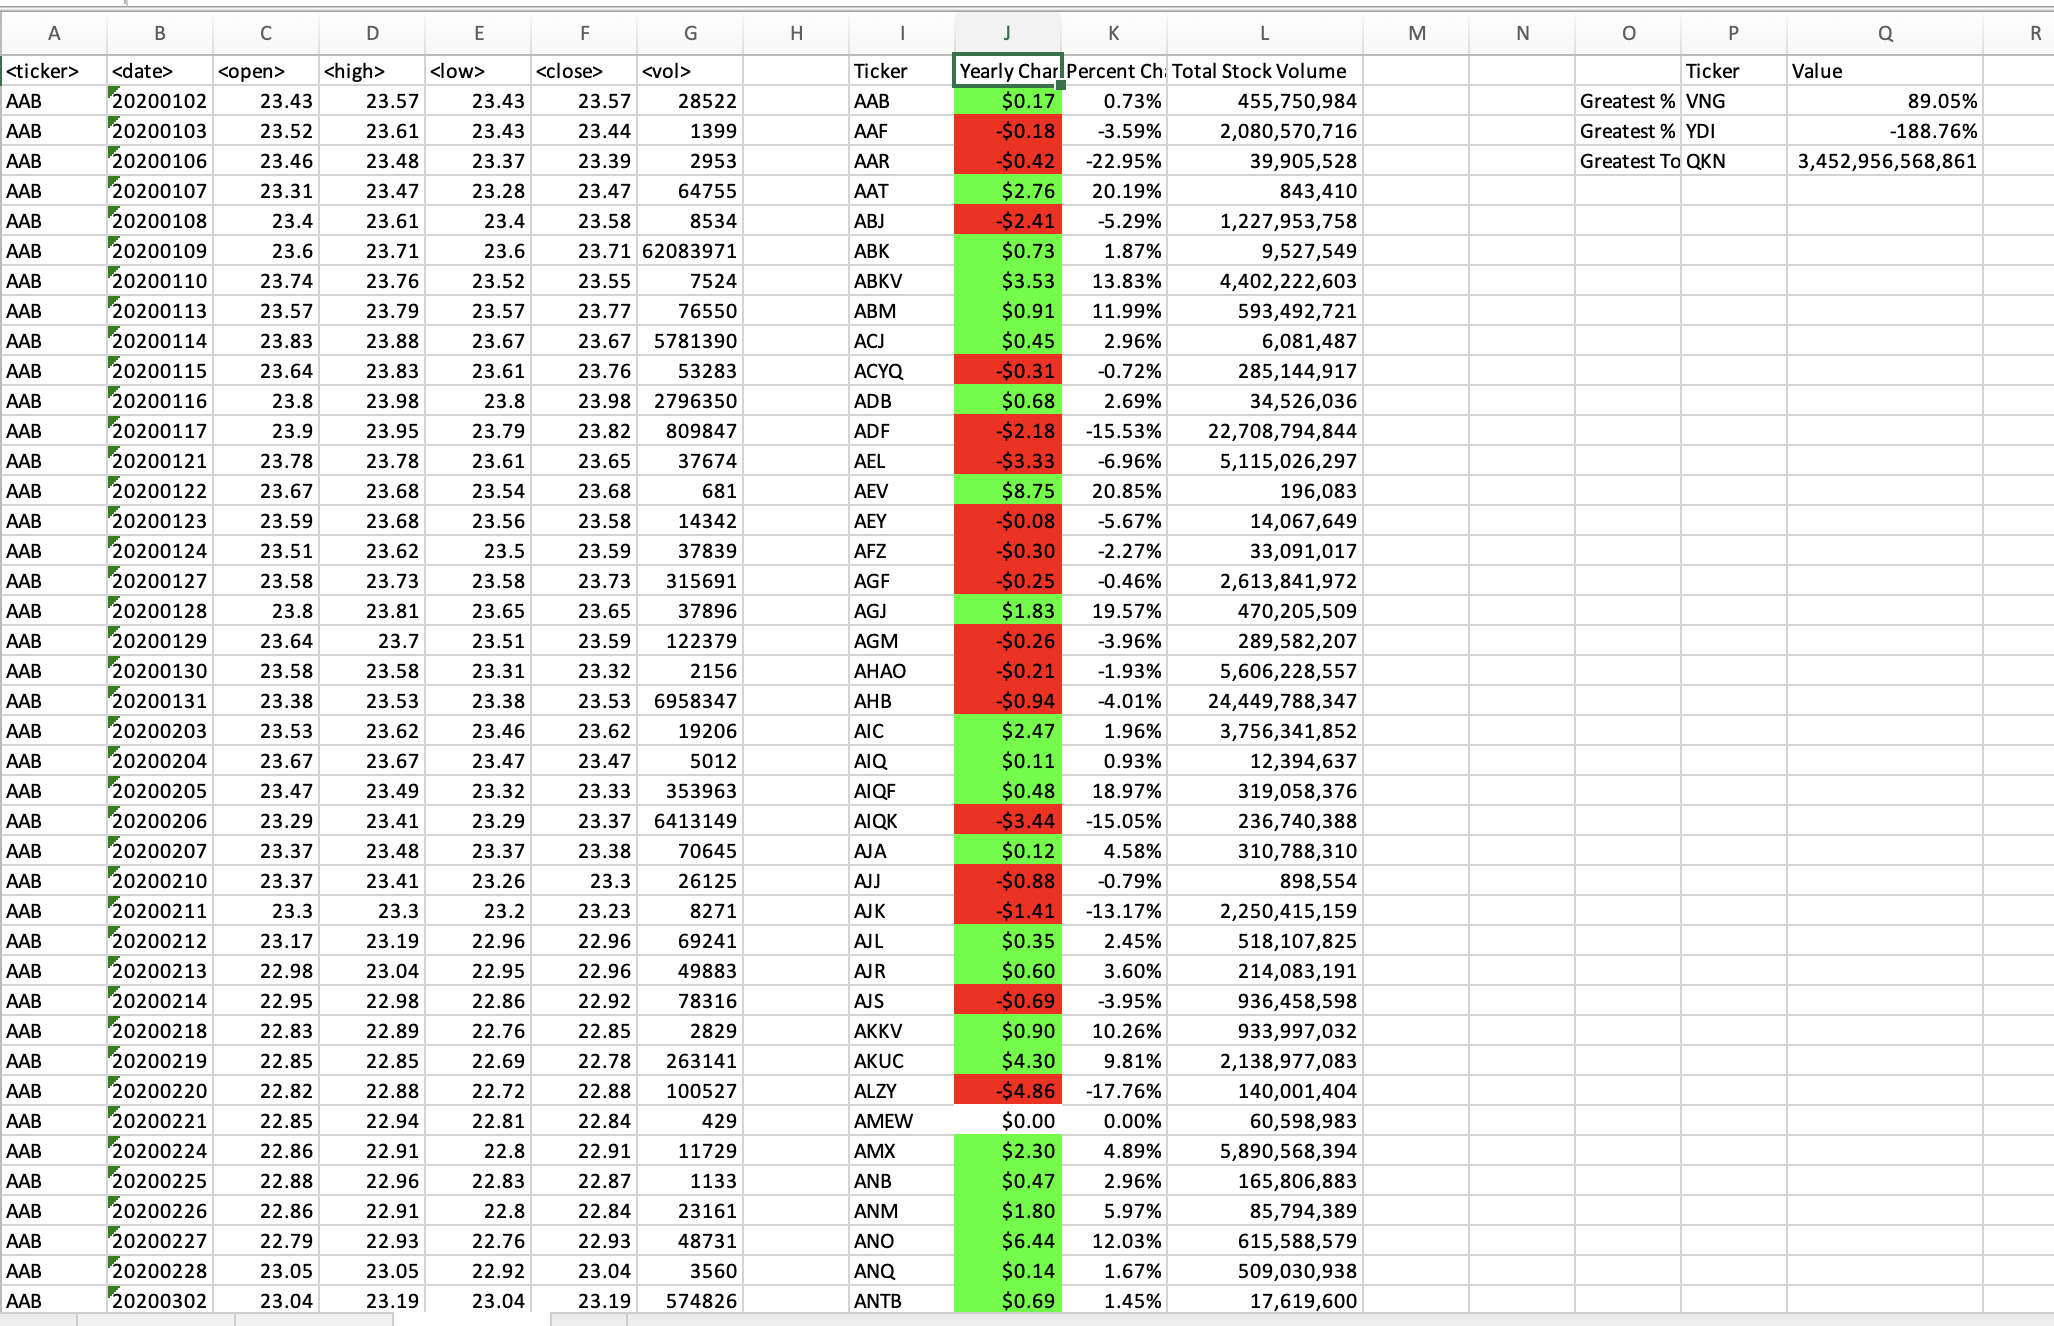 A B C D E F G H I J K L M N O P Q R
<ticker> <date> <open> <high> <low> <close> <vol> Ticker Yearly Char Percent Cha Total Stock Volume Ticker Value
AAB 20200102 23.43 23.57 23.43 23.57 28522 AAB $0.17 0.73% 455,750,984 Greatest % VNG 89.05%
AAB 20200103 23.52 23.61 23.43 23.44 1399 AAF -$0.18 -3.59% 2,080,570,716 Greatest % YDI -188.76%
AAB 20200106 23.46 23.48 23.37 23.39 2953 AAR -$0.42 -22.95% 39,905,528 Greatest To QKN 3,452,956,568,861
AAB 20200107 23.31 23.47 23.28 23.47 64755 AAT $2.76 20.19% 843,410
AAB 20200108 23.4 23.61 23.4 23.58 8534 ABJ -$2.41 -5.29% 1,227,953,758
AAB 20200109 23.6 23.71 23.6 23.71 62083971 ABK $0.73 1.87% 9,527,549
AAB 20200110 23.74 23.76 23.52 23.55 7524 ABKV $3.53 13.83% 4,402,222,603
AAB 20200113 23.57 23.79 23.57 23.77 76550 ABM $0.91 11.99% 593,492,721
AAB 20200114 23.83 23.88 23.67 23.67 5781390 ACJ $0.45 2.96% 6,081,487
AAB 20200115 23.64 23.83 23.61 23.76 53283 ACYQ -$0.31 -0.72% 285,144,917
AAB 20200116 23.8 23.98 23.8 23.98 2796350 ADB $0.68 2.69% 34,526,036
AAB 20200117 23.9 23.95 23.79 23.82 809847 ADF -$2.18 -15.53% 22,708,794,844
AAB 20200121 23.78 23.78 23.61 23.65 37674 AEL -$3.33 -6.96% 5,115,026,297
AAB 20200122 23.67 23.68 23.54 23.68 681 AEV $8.75 20.85% 196,083
AAB 20200123 23.59 23.68 23.56 23.58 14342 AEY -$0.08 -5.67% 14,067,649
AAB 20200124 23.51 23.62 23.5 23.59 37839 AFZ -$0.30 -2.27% 33,091,017
AAB 20200127 23.58 23.73 23.58 23.73 315691 AGF -$0.25 -0.46% 2,613,841,972
AAB 20200128 23.8 23.81 23.65 23.65 37896 AGJ $1.83 19.57% 470,205,509
AAB 20200129 23.64 23.7 23.51 23.59 122379 AGM -$0.26 -3.96% 289,582,207
AAB 20200130 23.58 23.58 23.31 23.32 2156 AHAO -$0.21 -1.93% 5,606,228,557
AAB 20200131 23.38 23.53 23.38 23.53 6958347 AHB -$0.94 -4.01% 24,449,788,347
AAB 20200203 23.53 23.62 23.46 23.62 19206 AIC $2.47 1.96% 3,756,341,852
AAB 20200204 23.67 23.67 23.47 23.47 5012 AIQ $0.11 0.93% 12,394,637
AAB 20200205 23.47 23.49 23.32 23.33 353963 AIQF $0.48 18.97% 319,058,376
AAB 20200206 23.29 23.41 23.29 23.37 6413149 AIQK -$3.44 -15.05% 236,740,388
AAB 20200207 23.37 23.48 23.37 23.38 70645 AJA $0.12 4.58% 310,788,310
AAB 20200210 23.37 23.41 23.26 23.3 26125 AJJ -$0.88 -0.79% 898,554
AAB 20200211 23.3 23.3 23.2 23.23 8271 AJK -$1.41 -13.17% 2,250,415,159
AAB 20200212 23.17 23.19 22.96 22.96 69241 AJL $0.35 2.45% 518,107,825
AAB 20200213 22.98 23.04 22.95 22.96 49883 AJR $0.60 3.60% 214,083,191
AAB 20200214 22.95 22.98 22.86 22.92 78316 AJS -$0.69 -3.95% 936,458,598
AAB 20200218 22.83 22.89 22.76 22.85 2829 AKKV $0.90 10.26% 933,997,032
AAB 20200219 22.85 22.85 22.69 22.78 263141 AKUC $4.30 9.81% 2,138,977,083
AAB 20200220 22.82 22.88 22.72 22.88 100527 ALZY -$4.86 -17.76% 140,001,404
AAB 20200221 22.85 22.94 22.81 22.84 429 AMEW $0.00 0.00% 60,598,983
AAB 20200224 22.86 22.91 22.8 22.91 11729 AMX $2.30 4.89% 5,890,568,394
AAB 20200225 22.88 22.96 22.83 22.87 1133 ANB $0.47 2.96% 165,806,883
AAB 20200226 22.86 22.91 22.8 22.84 23161 ANM $1.80 5.97% 85,794,389
AAB 20200227 22.79 22.93 22.76 22.93 48731 ANO $6.44 12.03% 615,588,579
AAB 20200228 23.05 23.05 22.92 23.04 3560 ANQ $0.14 1.67% 509,030,938
AAB 20200302 23.04 23.19 23.04 23.19 574826 ANTB $0.69 1.45% 17,619,600